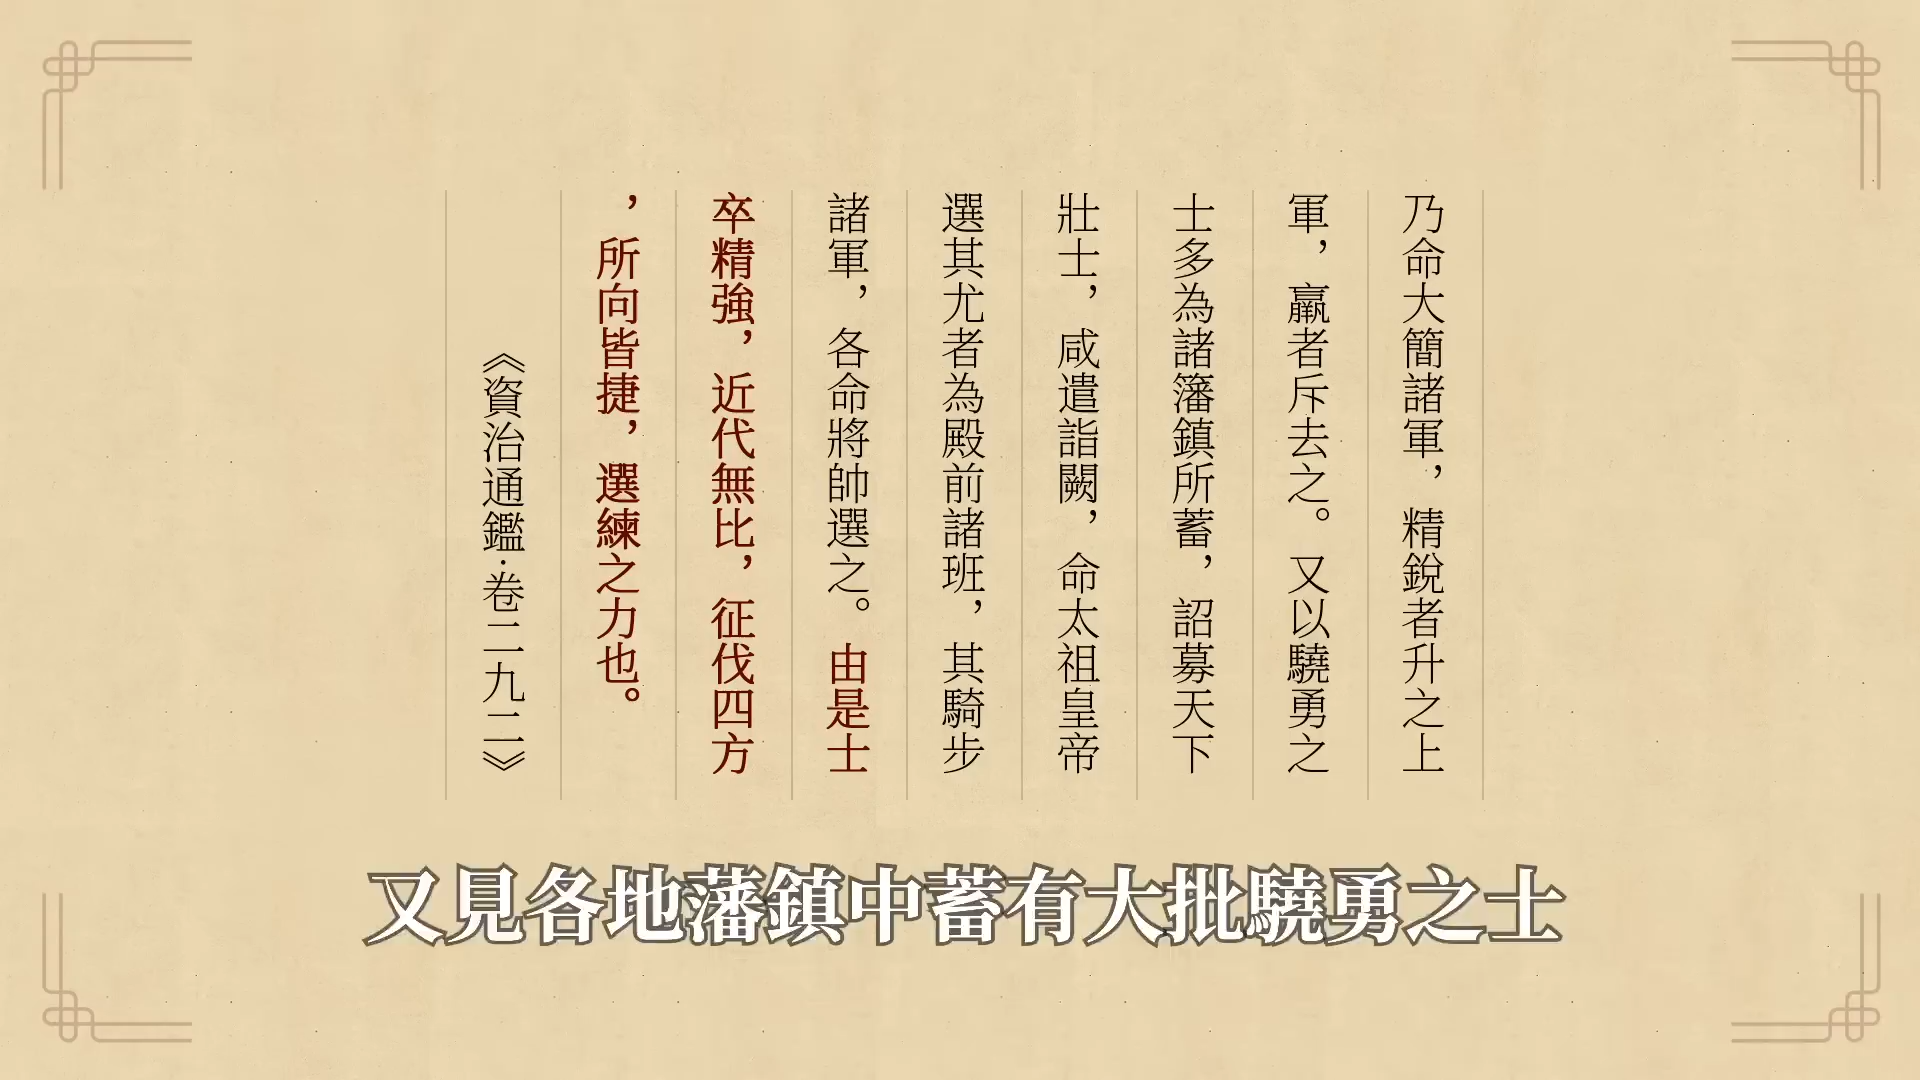 乃命大簡諸軍，精銳者升之上
軍，羸者斥去之。又以驍勇之
士多為諸籓鎮所蓄，詔募天下
壯士，咸遣詣闕，命太祖皇帝
選其尤者為殿前諸班，其騎步
諸軍，各命將帥選之。由是士
卒精強，近代無比，征伐四方
，所向皆捷，選練之力也。
《資治通鑑·卷二九二》
又見各地藩鎮中蓄有大批驍勇之士